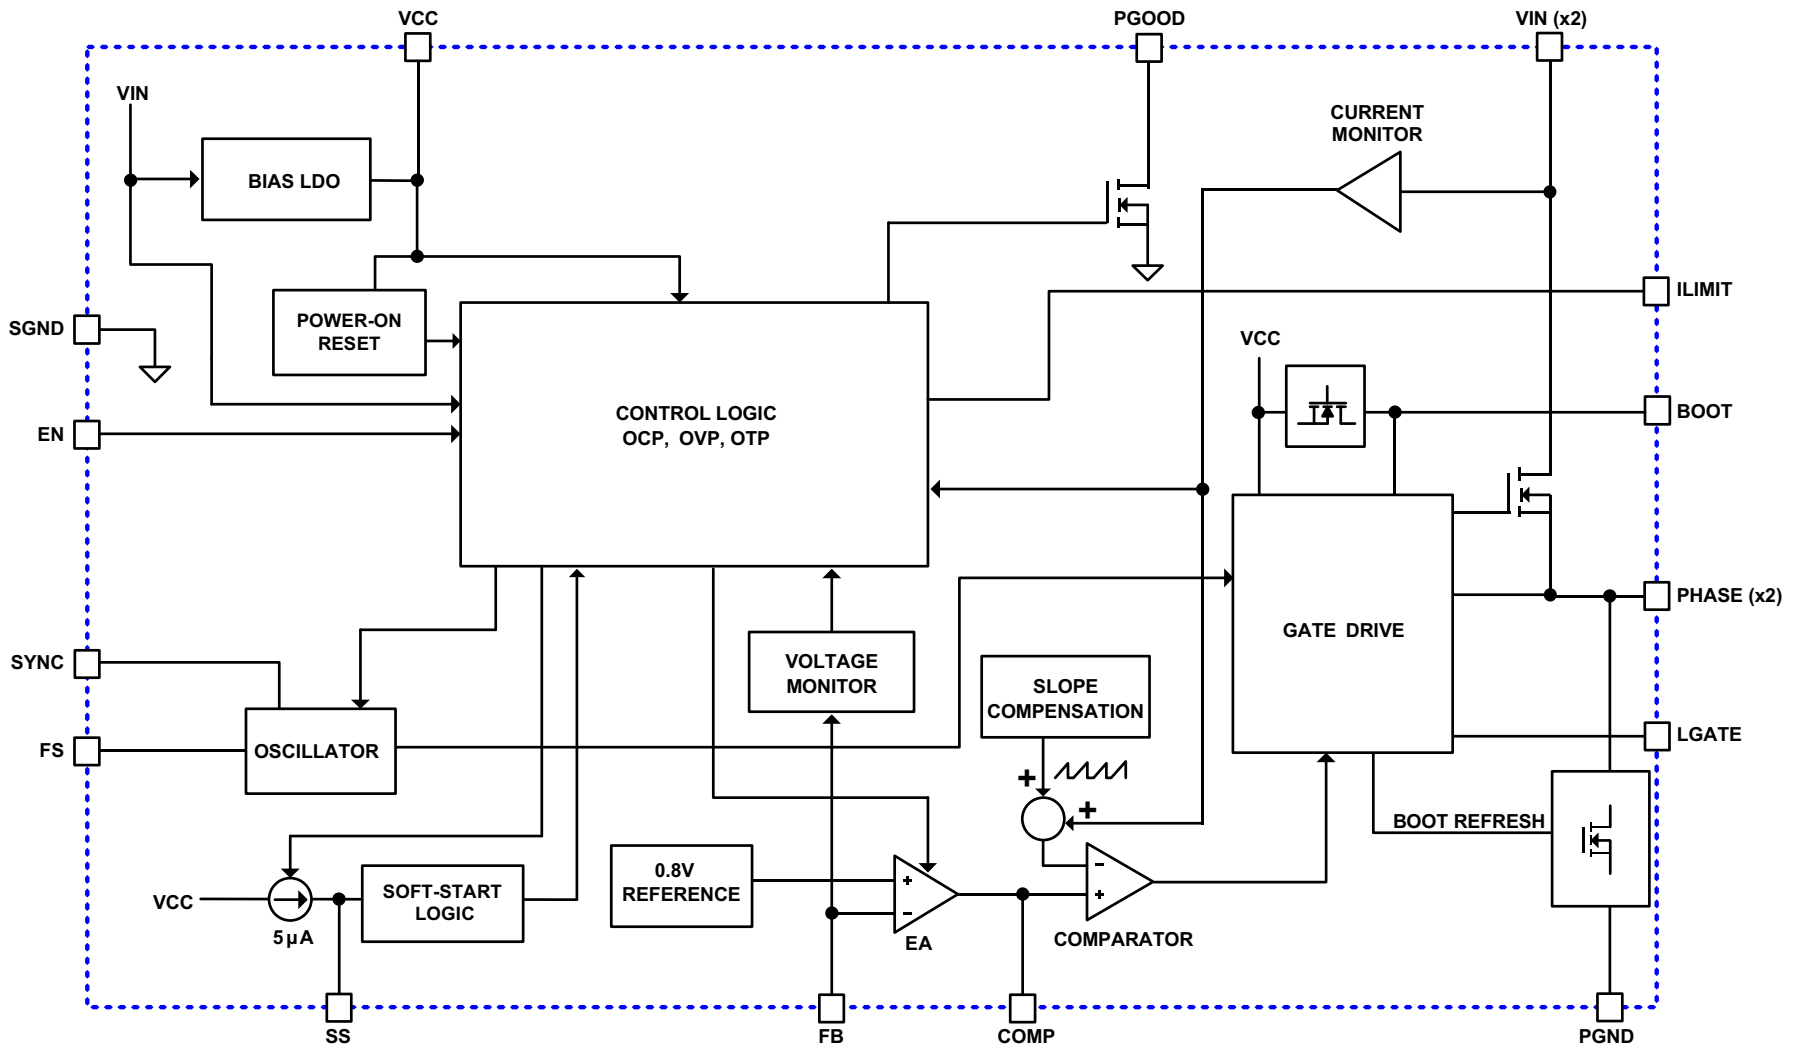 VCC
PGOOD
VIN (x2)
VIN
CURRENT
MONITOR
BIAS LDO
ILIMIT
POWER-ON
RESET
SGND
VCC
CONTROL LOGIC
OCP, OVP, OTP
BOOT
EN
PHASE (x2)
GATE DRIVE
SYNC
VOLTAGE
MONITOR
SLOPE
COMPENSATION
FS
OSCILLATOR
LGATE
+
+
BOOT REFRESH
0.8V
REFERENCE
+
−
EA
−
+
COMPARATOR
VCC
5µA
SOFT-START
LOGIC
SS
FB
COMP
PGND